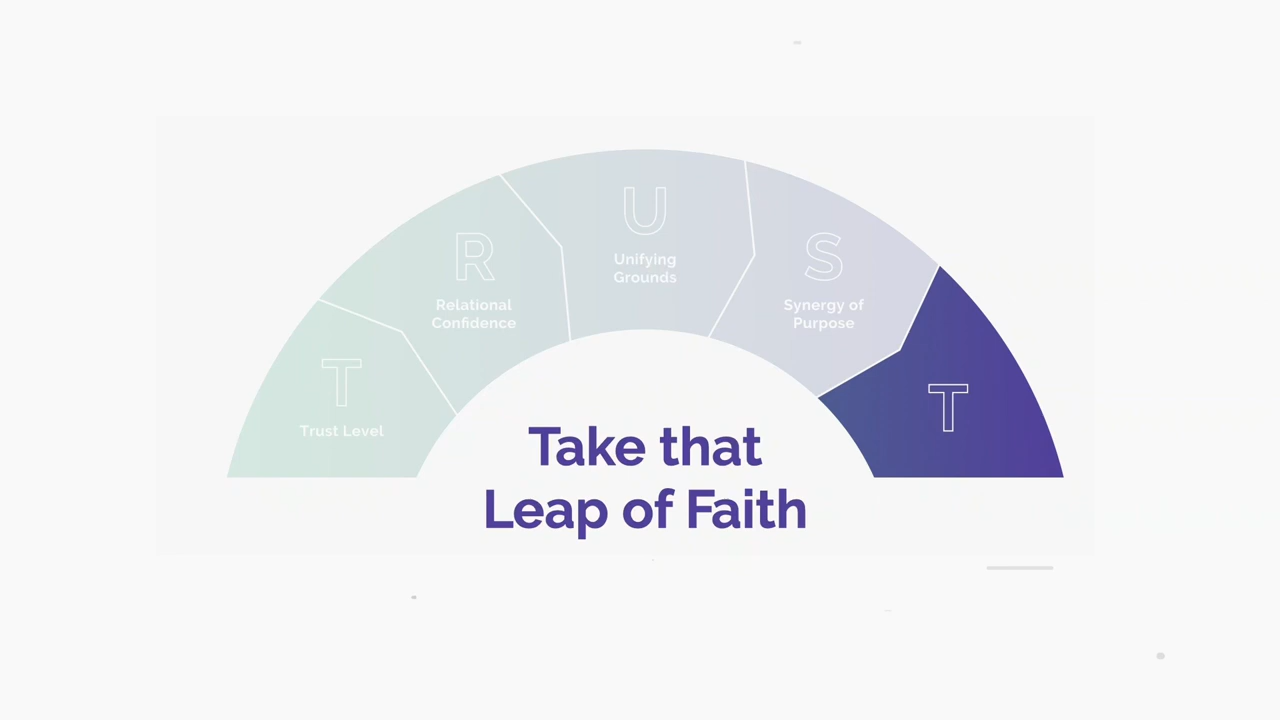 T
Trust Level
R
Relational
Confidence
U
Unifying
Grounds
S
Synergy of
Purpose
T
Take that
Leap of Faith